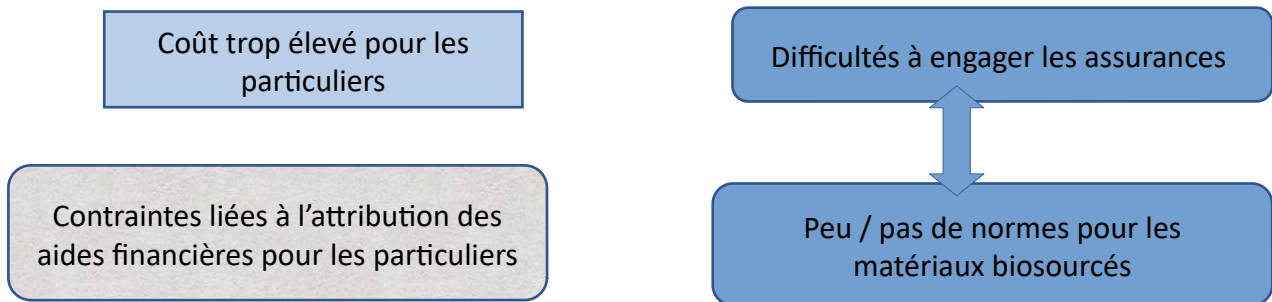 Coût trop élevé pour les
particuliers
Difficultés à engager les assurances
Contraintes liées à l’attribution des
aides financières pour les particuliers
Peu / pas de normes pour les
matériaux biosourcés